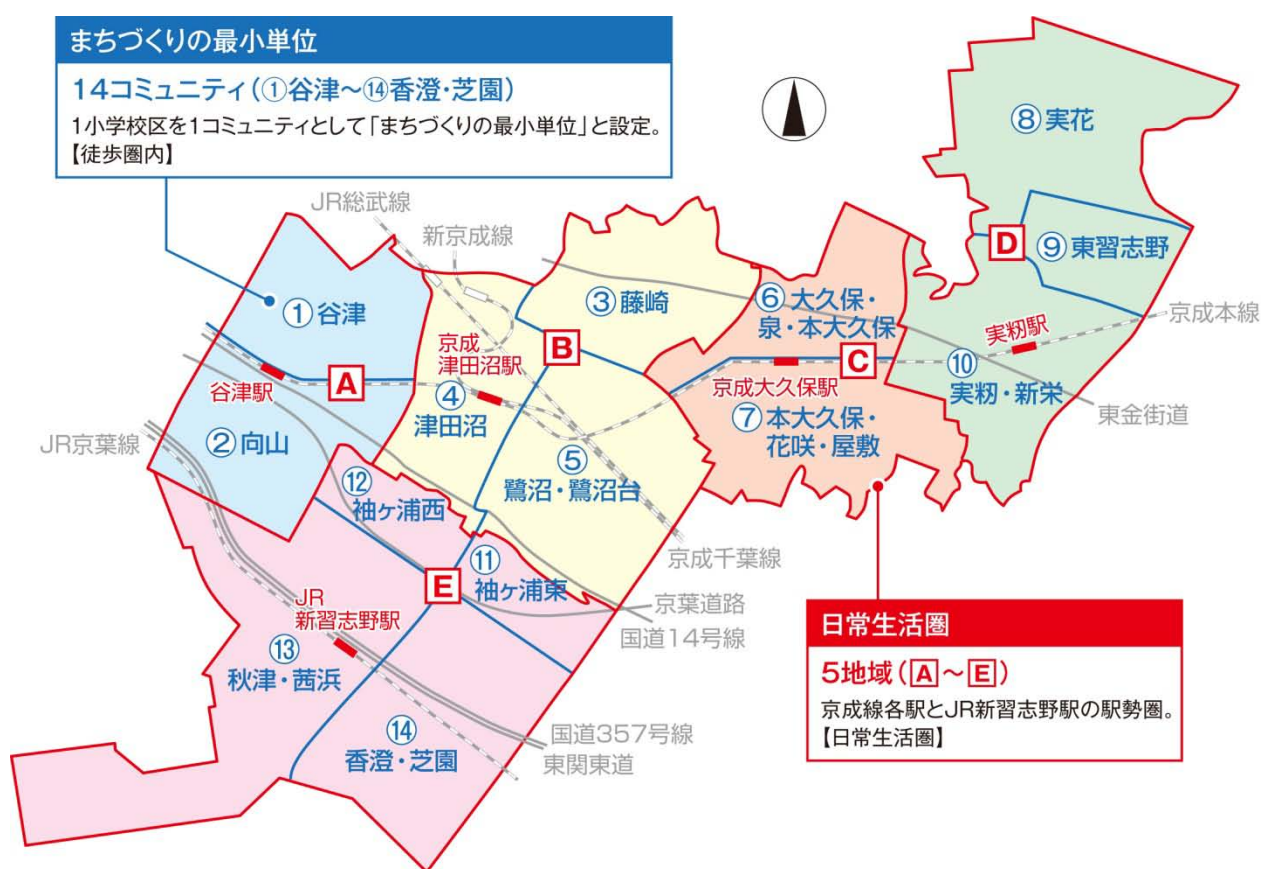 まちづくりの最小単位
14コミュニティ(①谷津～⑭香澄・芝園)
1小学校区を1コミュニティとして「まちづくりの最小単位」と設定。
【徒歩圏内】
⑧実花
JR総武線
新京成線
D
⑨東習志野
③藤崎
⑥大久保・
泉・本大久保
①谷津
京成本線
実籾駅
京成
津田沼駅
B
⑩
実籾・新栄
C
京成大久保駅
A
谷津駅
④
津田沼
東金街道
⑦本大久保・
花咲・屋敷
JR京葉線
②向山
⑤
鷺沼・鷺沼台
⑫
袖ヶ浦西
京成千葉線
⑪
袖ヶ浦東
E
京葉道路
国道14号線
JR
新習志野駅
日常生活圏
5地域(A～E)
京成線各駅とJR新習志野駅の駅勢圏。
【日常生活圏】
⑬
秋津・茜浜
国道357号線
東関東道
⑭
香澄・芝園